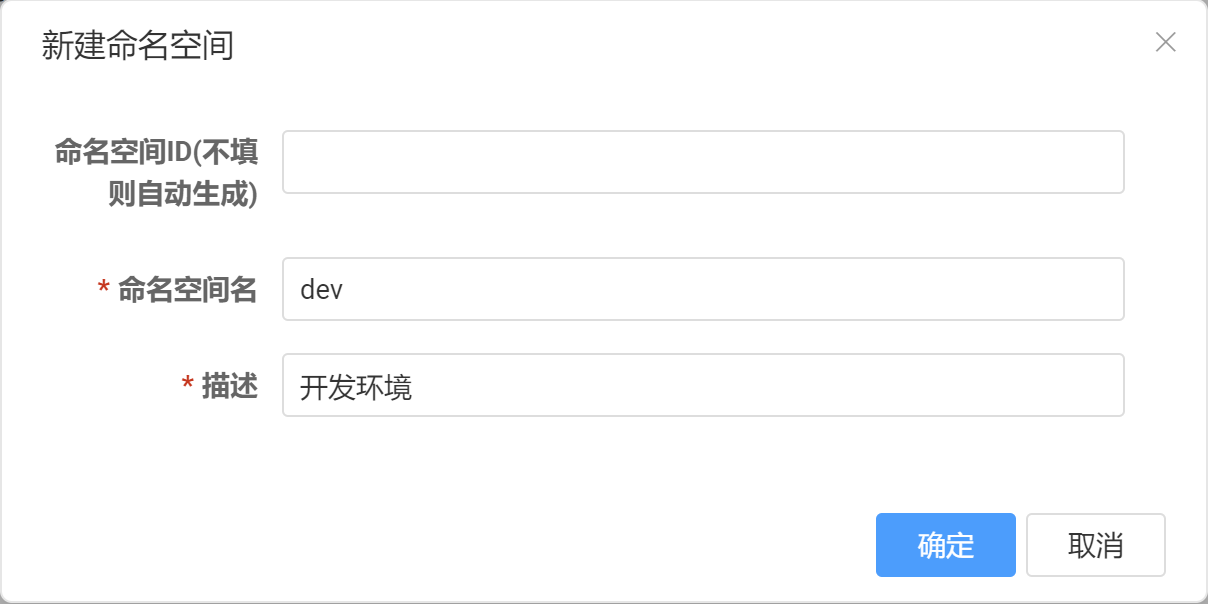 新建命名空间
命名空间ID(不填
则自动生成)
* 命名空间名
dev
* 描述
开发环境
确定
取消